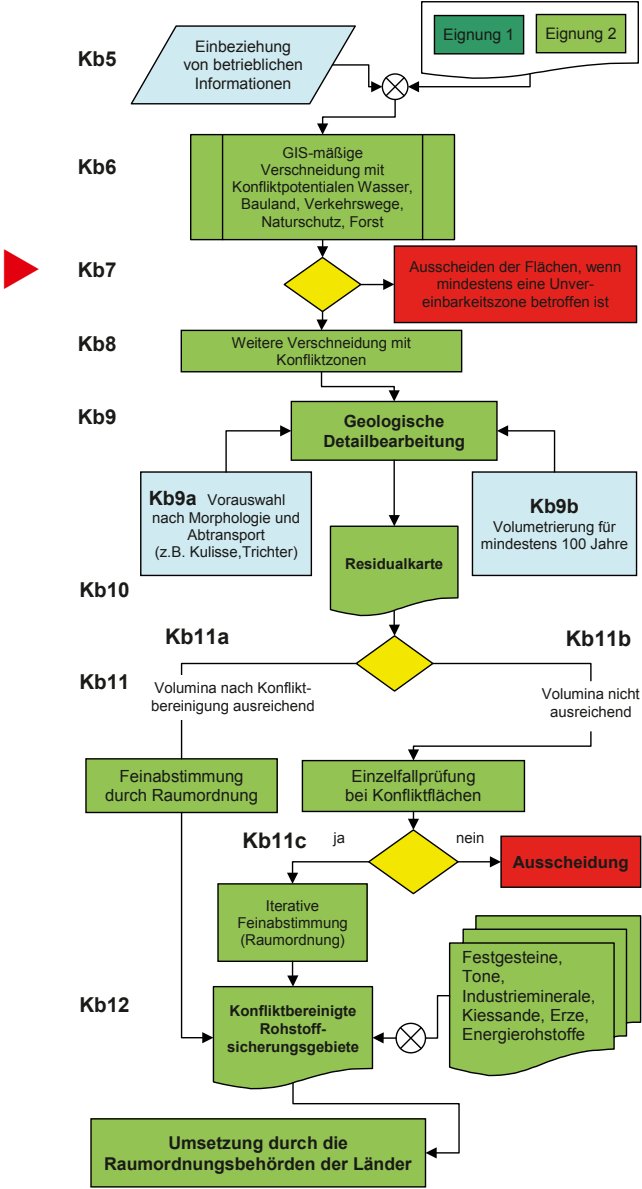 Kb5
Einbeziehung
von betrieblichen
Informationen
Eignung 1
Eignung 2
Kb6
GIS-mäßige
Verschneidung mit
Konfliktpotentialen Wasser,
Bauland, Verkehrswege,
Naturschutz, Forst
Kb7
Ausscheiden der Flächen, wenn
mindestens eine Unver-
einbarkeitszone betroffen ist
Kb8
Weitere Verschneidung mit
Konfliktzonen
Kb9
Geologische
Detailbearbeitung
Kb9a Vorauswahl
nach Morphologie und
Abtransport
(z.B. Kulisse,Trichter)
Kb9b
Volumetrierung für
mindestens 100 Jahre
Kb10
Residualkarte
Kb11a
Kb11b
Kb11
Volumina nach Konflikt-
bereinigung ausreichend
Volumina nicht
ausreichend
Feinabstimmung
durch Raumordnung
Einzelfallprüfung
bei Konfliktflächen
Kb11c
ja
nein
Ausscheidung
Iterative
Feinabstimmung
(Raumordnung)
Kb12
Konfliktbereinigte
Rohstoff-
sicherungsgebiete
Festgesteine,
Tone,
Industrieminerale,
Kiessande, Erze,
Energierohstoffe
Umsetzung durch die
Raumordnungsbehörden der Länder